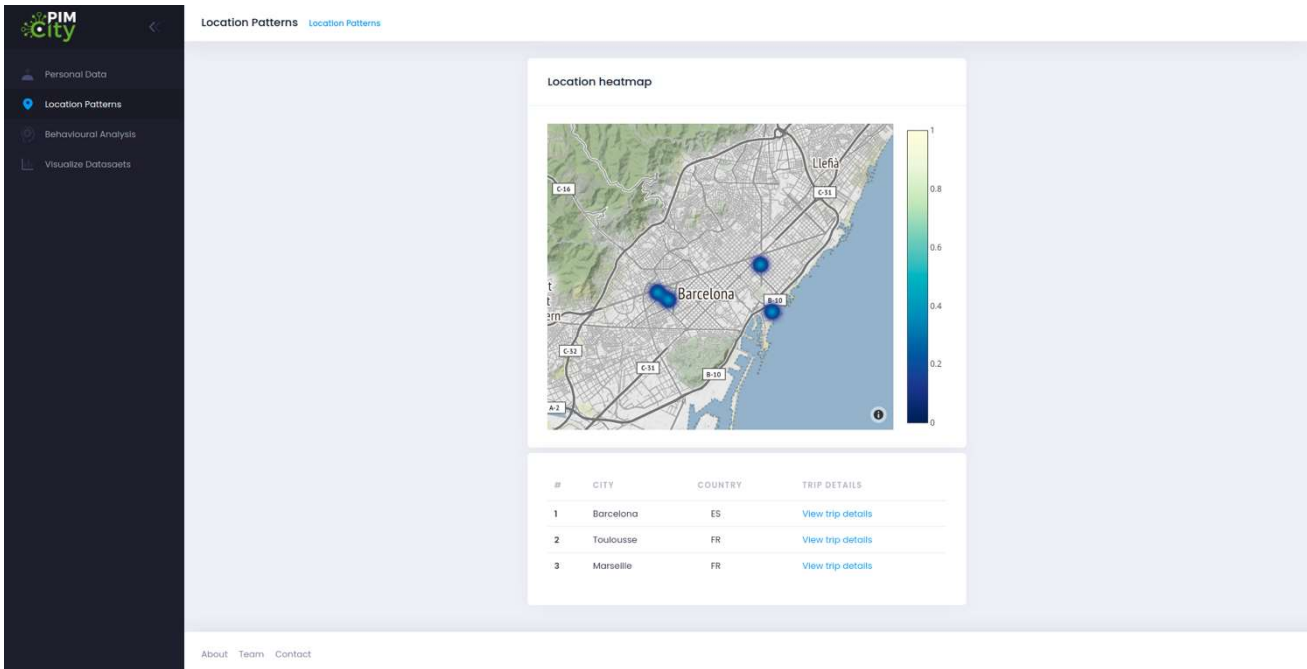 PIM
City
Location Patterns Location Patterns
Personal Data
Location Patterns
Behavioural Analysis
Visualize Datasaets
Location heatmap
Llefià
C-16
C-31
Barcelona
B-10
t
t
ern
C-32
C-31
B-10
A-2
1
0.8
0.6
0.4
0.2
0
# CITY COUNTRY TRIP DETAILS
1 Barcelona ES View trip details
2 Toulousse FR View trip details
3 Marseille FR View trip details
About Team Contact